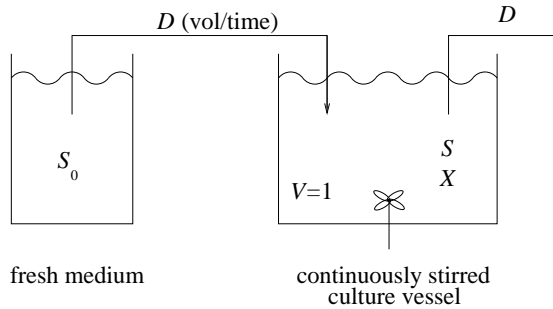 D (vol/time)
D
S0
S
X
V=1
fresh medium
continuously stirred
culture vessel